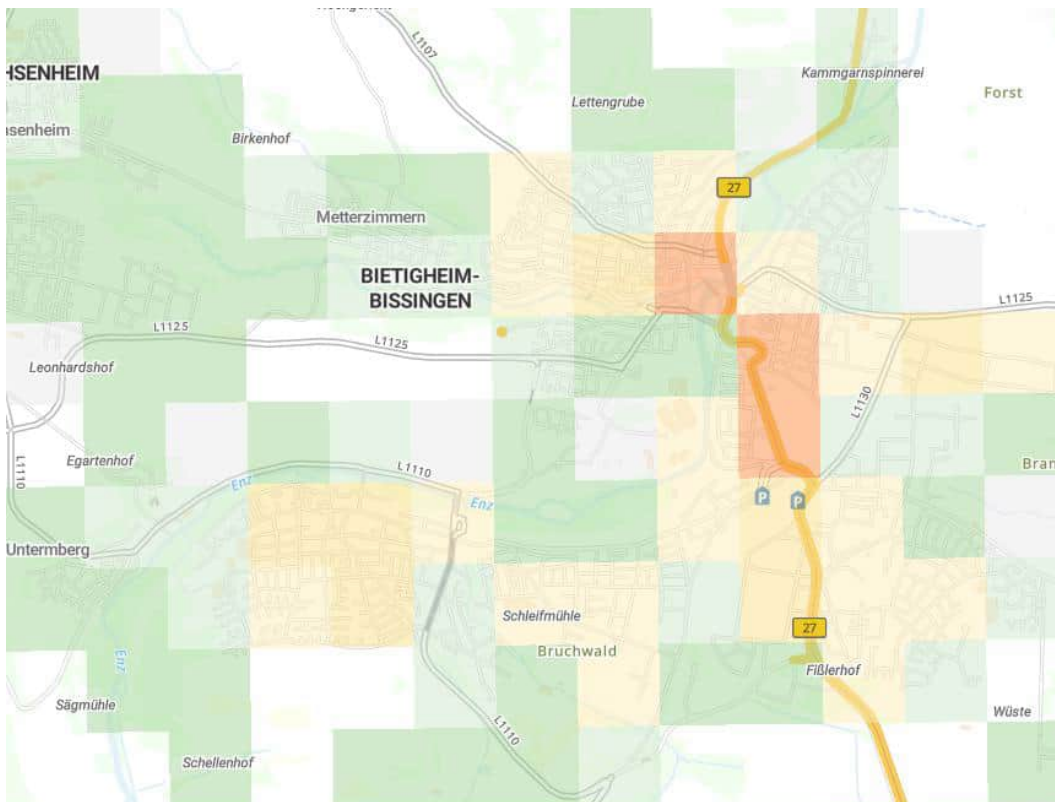 L1107
HSENHEIM
Kammgarnspinnerei
Forst
Lettengrube
Birkenhof
27
Metterzimmern
BIETIGHEIM-
BISSINGEN
L1125
L1125
L1125
Leonhardshof
L1130
Egartenhof
L1110
L1110
Enz
Enz
Bran
P
P
Untermberg
Schleifmühle
27
Bruchwald
Enz
Fißlerhof
Sägmühle
Wüste
L1110
Schellenhof